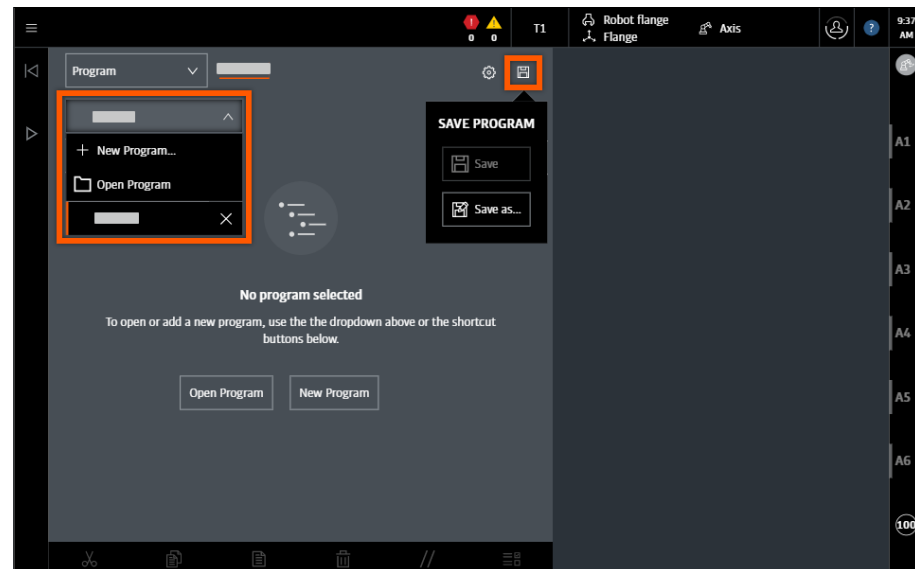 0
0
T1
Robot flange
Flange
Axis
?
9:37
AM
Program
SAVE PROGRAM
+ New Program...
Save
Open Program
Save as...
No program selected
To open or add a new program, use the the dropdown above or the shortcut
buttons below.
Open Program
New Program
A1
A2
A3
A4
A5
A6
100
//